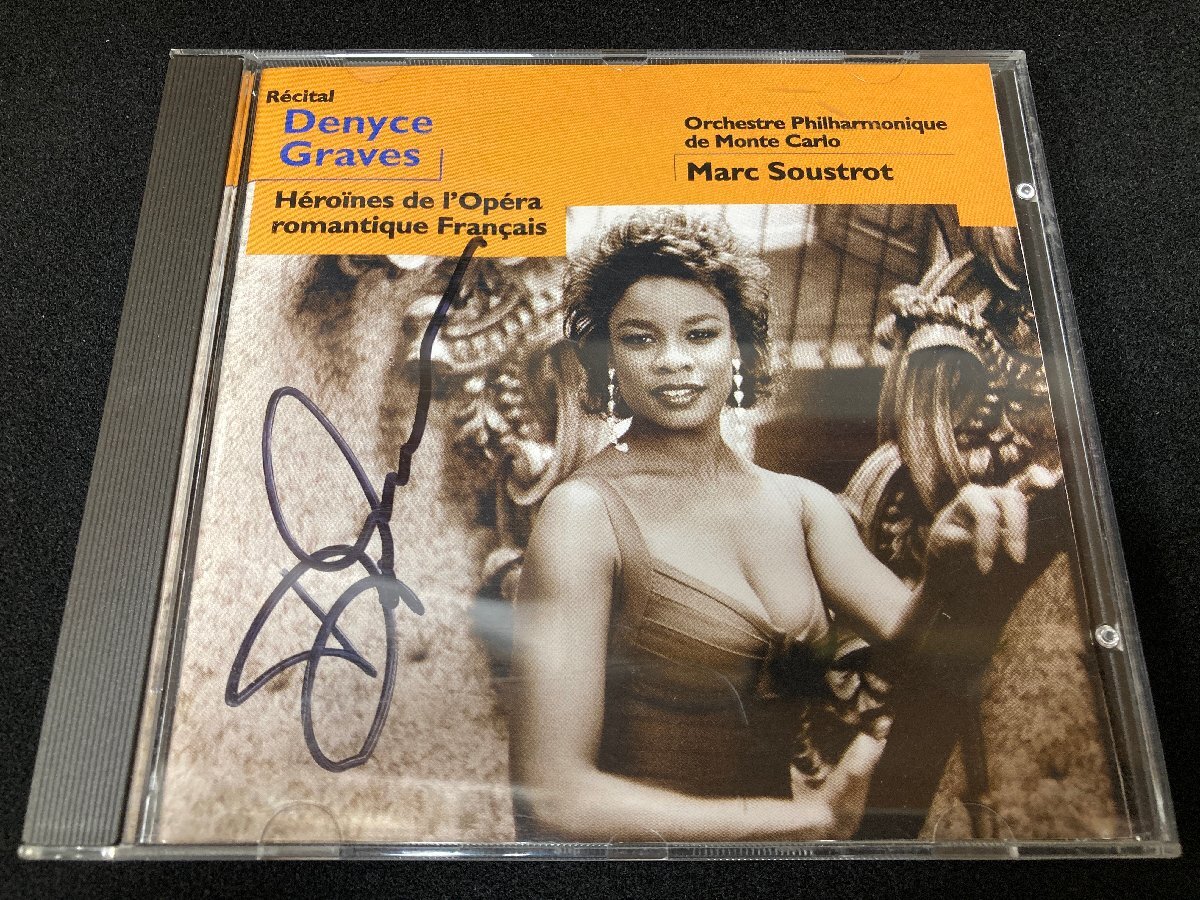 Récital
Denyce
Graves
Héroïnes de l'Opéra
romantique Français
Orchestre Philharmonique
de Monte Carlo
Marc Soustrot